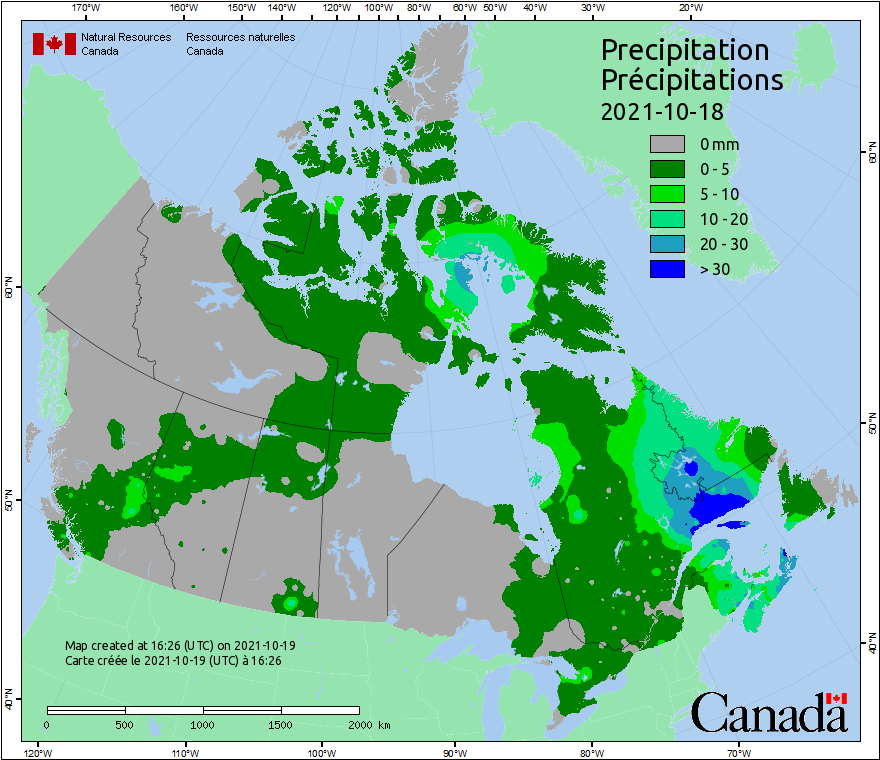 170°W 160°W 150°W 140°W 130°W 120°W 110°W 100°W 90°W 80°W 70°W 60°W 50°W 40°W 30°W 20°W
Natural Resources Ressources naturelles
Canada Canada
Precipitation
Précipitations
2021-10-18
0 mm
0 - 5
5 - 10
10 - 20
20 - 30
> 30
60°N
60°N
50°N
50°N
40°N
40°N
Map created at 16:26 (UTC) on 2021-10-19
Carte créée le 2021-10-19 (UTC) à 16:26
0 500 1000 1500 2000 km
Canada
120°W 110°W 100°W 90°W 80°W 70°W